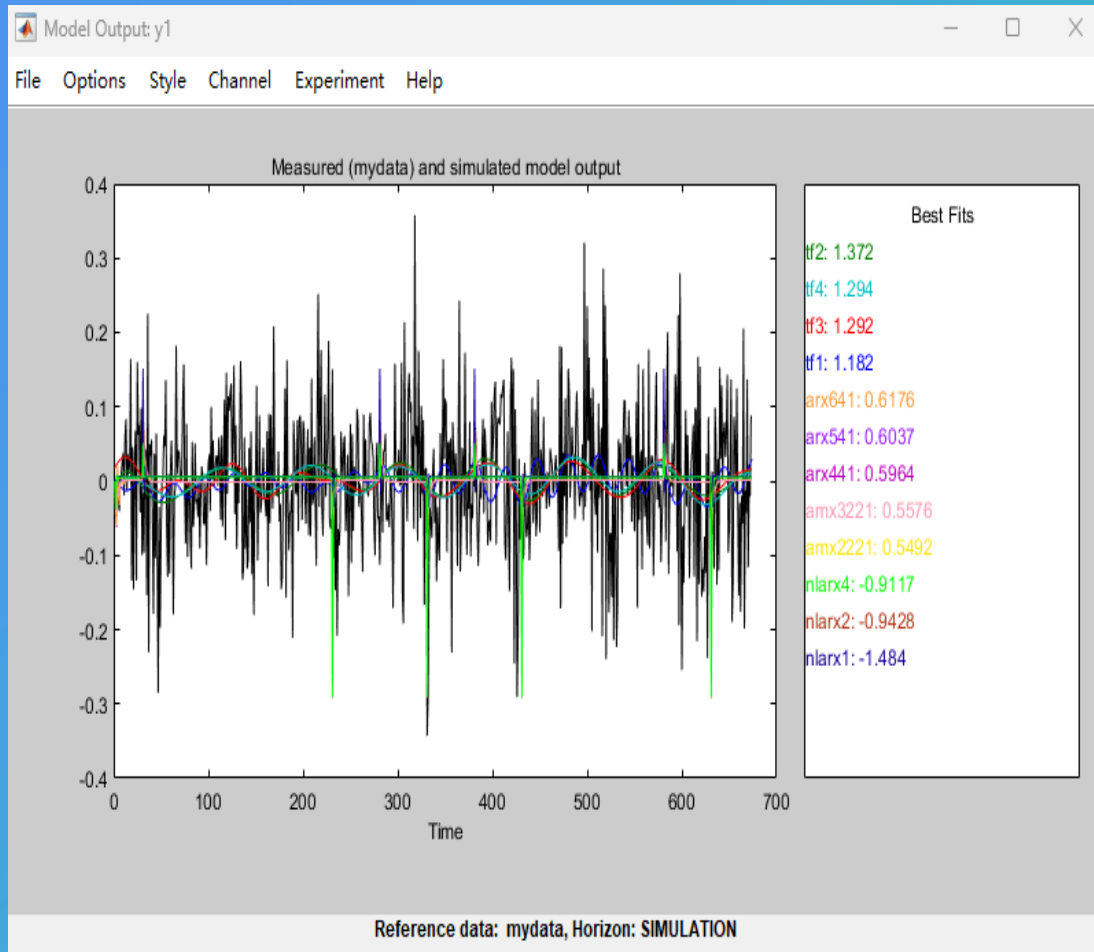 Model Output: y1
File Options Style Channel Experiment Help
Measured (mydata) and simulated model output
0.4
0.3
0.2
0.1
0
-0.1
-0.2
-0.3
-0.4
0 100 200 300 400 500 600 700
Time
Best Fits
tf2: 1.372
tf4: 1.294
tf3: 1.292
tf1: 1.182
arx641: 0.6176
arx541: 0.6037
arx441: 0.5964
amx3221: 0.5576
amx2221: 0.5492
nlarx4: -0.9117
nlarx2: -0.9428
nlarx1: -1.484
Reference data: mydata, Horizon: SIMULATION